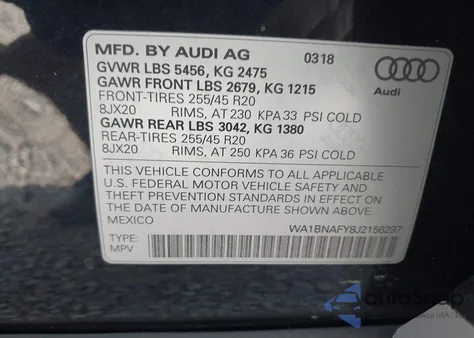 MFD. BY AUDI AG 0318
GVWR LBS 5456, KG 2475
GAWR FRONT LBS 2679, KG 1215
FRONT-TIRES 255/45 R20
8JX20 RIMS, AT 230 KPA 33 PSI COLD
GAWR REAR LBS 3042, KG 1380
REAR-TIRES 255/45 R20
8JX20 RIMS, AT 250 KPA 36 PSI COLD
Audi
THIS VEHICLE CONFORMS TO ALL APPLICABLE
U.S. FEDERAL MOTOR VEHICLE SAFETY AND
THEFT PREVENTION STANDARDS IN EFFECT
ON THE DATE OF MANUFACTURE SHOWN ABOVE.
MEXICO
WA1BNAFY8J2156297
TYPE:
MPV